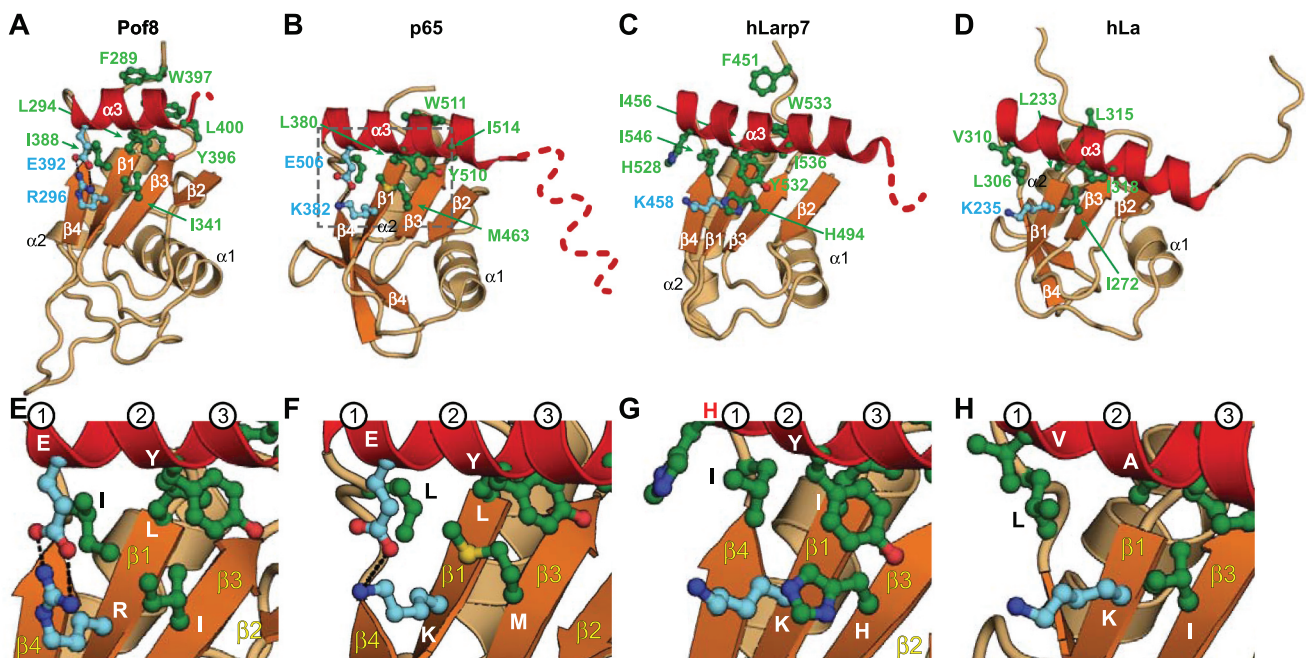 A
Pof8
F289
W397
L294
α3
I388
L400
E392
β1
Y396
β3
R296
β2
β4
I341
α2
α1
B
p65
W511
L380
α3
I514
E506
Y510
β1
K382
β2
β3
β4
α2
M463
α1
β4
C
hLarp7
F451
I456
W533
α3
I546
H528
I536
Y532
K458
β2
β4
β1
β3
H494
α1
α2
D
hLa
L233
L315
V310
α3
α2
I318
L306
β3
β2
K235
β1
α1
I272
β4
E
1
2
3
E
Y
I
L
β1
β3
R
I
β2
β4
F
1
2
3
E
Y
L
L
β1
β3
K
M
β2
β4
G
H
1
2
3
Y
I
I
β4
β1
β3
K
H
β2
H
1
2
3
V
A
L
β1
β3
K
I